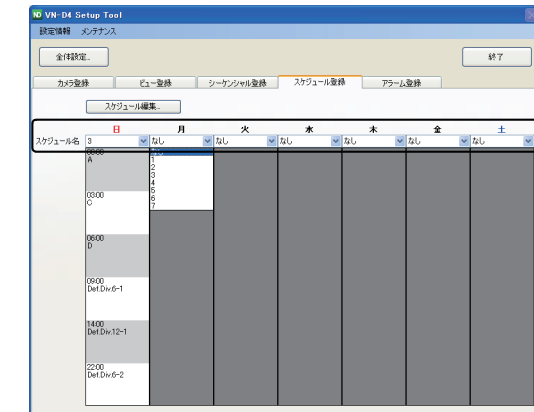 VN-D4 Setup Tool
設定情報 メンテナンス
全体設定... 終了
カメラ登録 ビュー登録 シーケンシャル登録 スケジュール登録 アラーム登録
スケジュール編集...
日 月 火 水 木 金 土
スケジュール名 3 なし なし なし なし なし なし
00:00
A
1
2
3
4
5
6
7
03:00
C
06:00
D
09:00
Def.Div.6-1
14:00
Def.Div.12-1
22:00
Def.Div.6-2